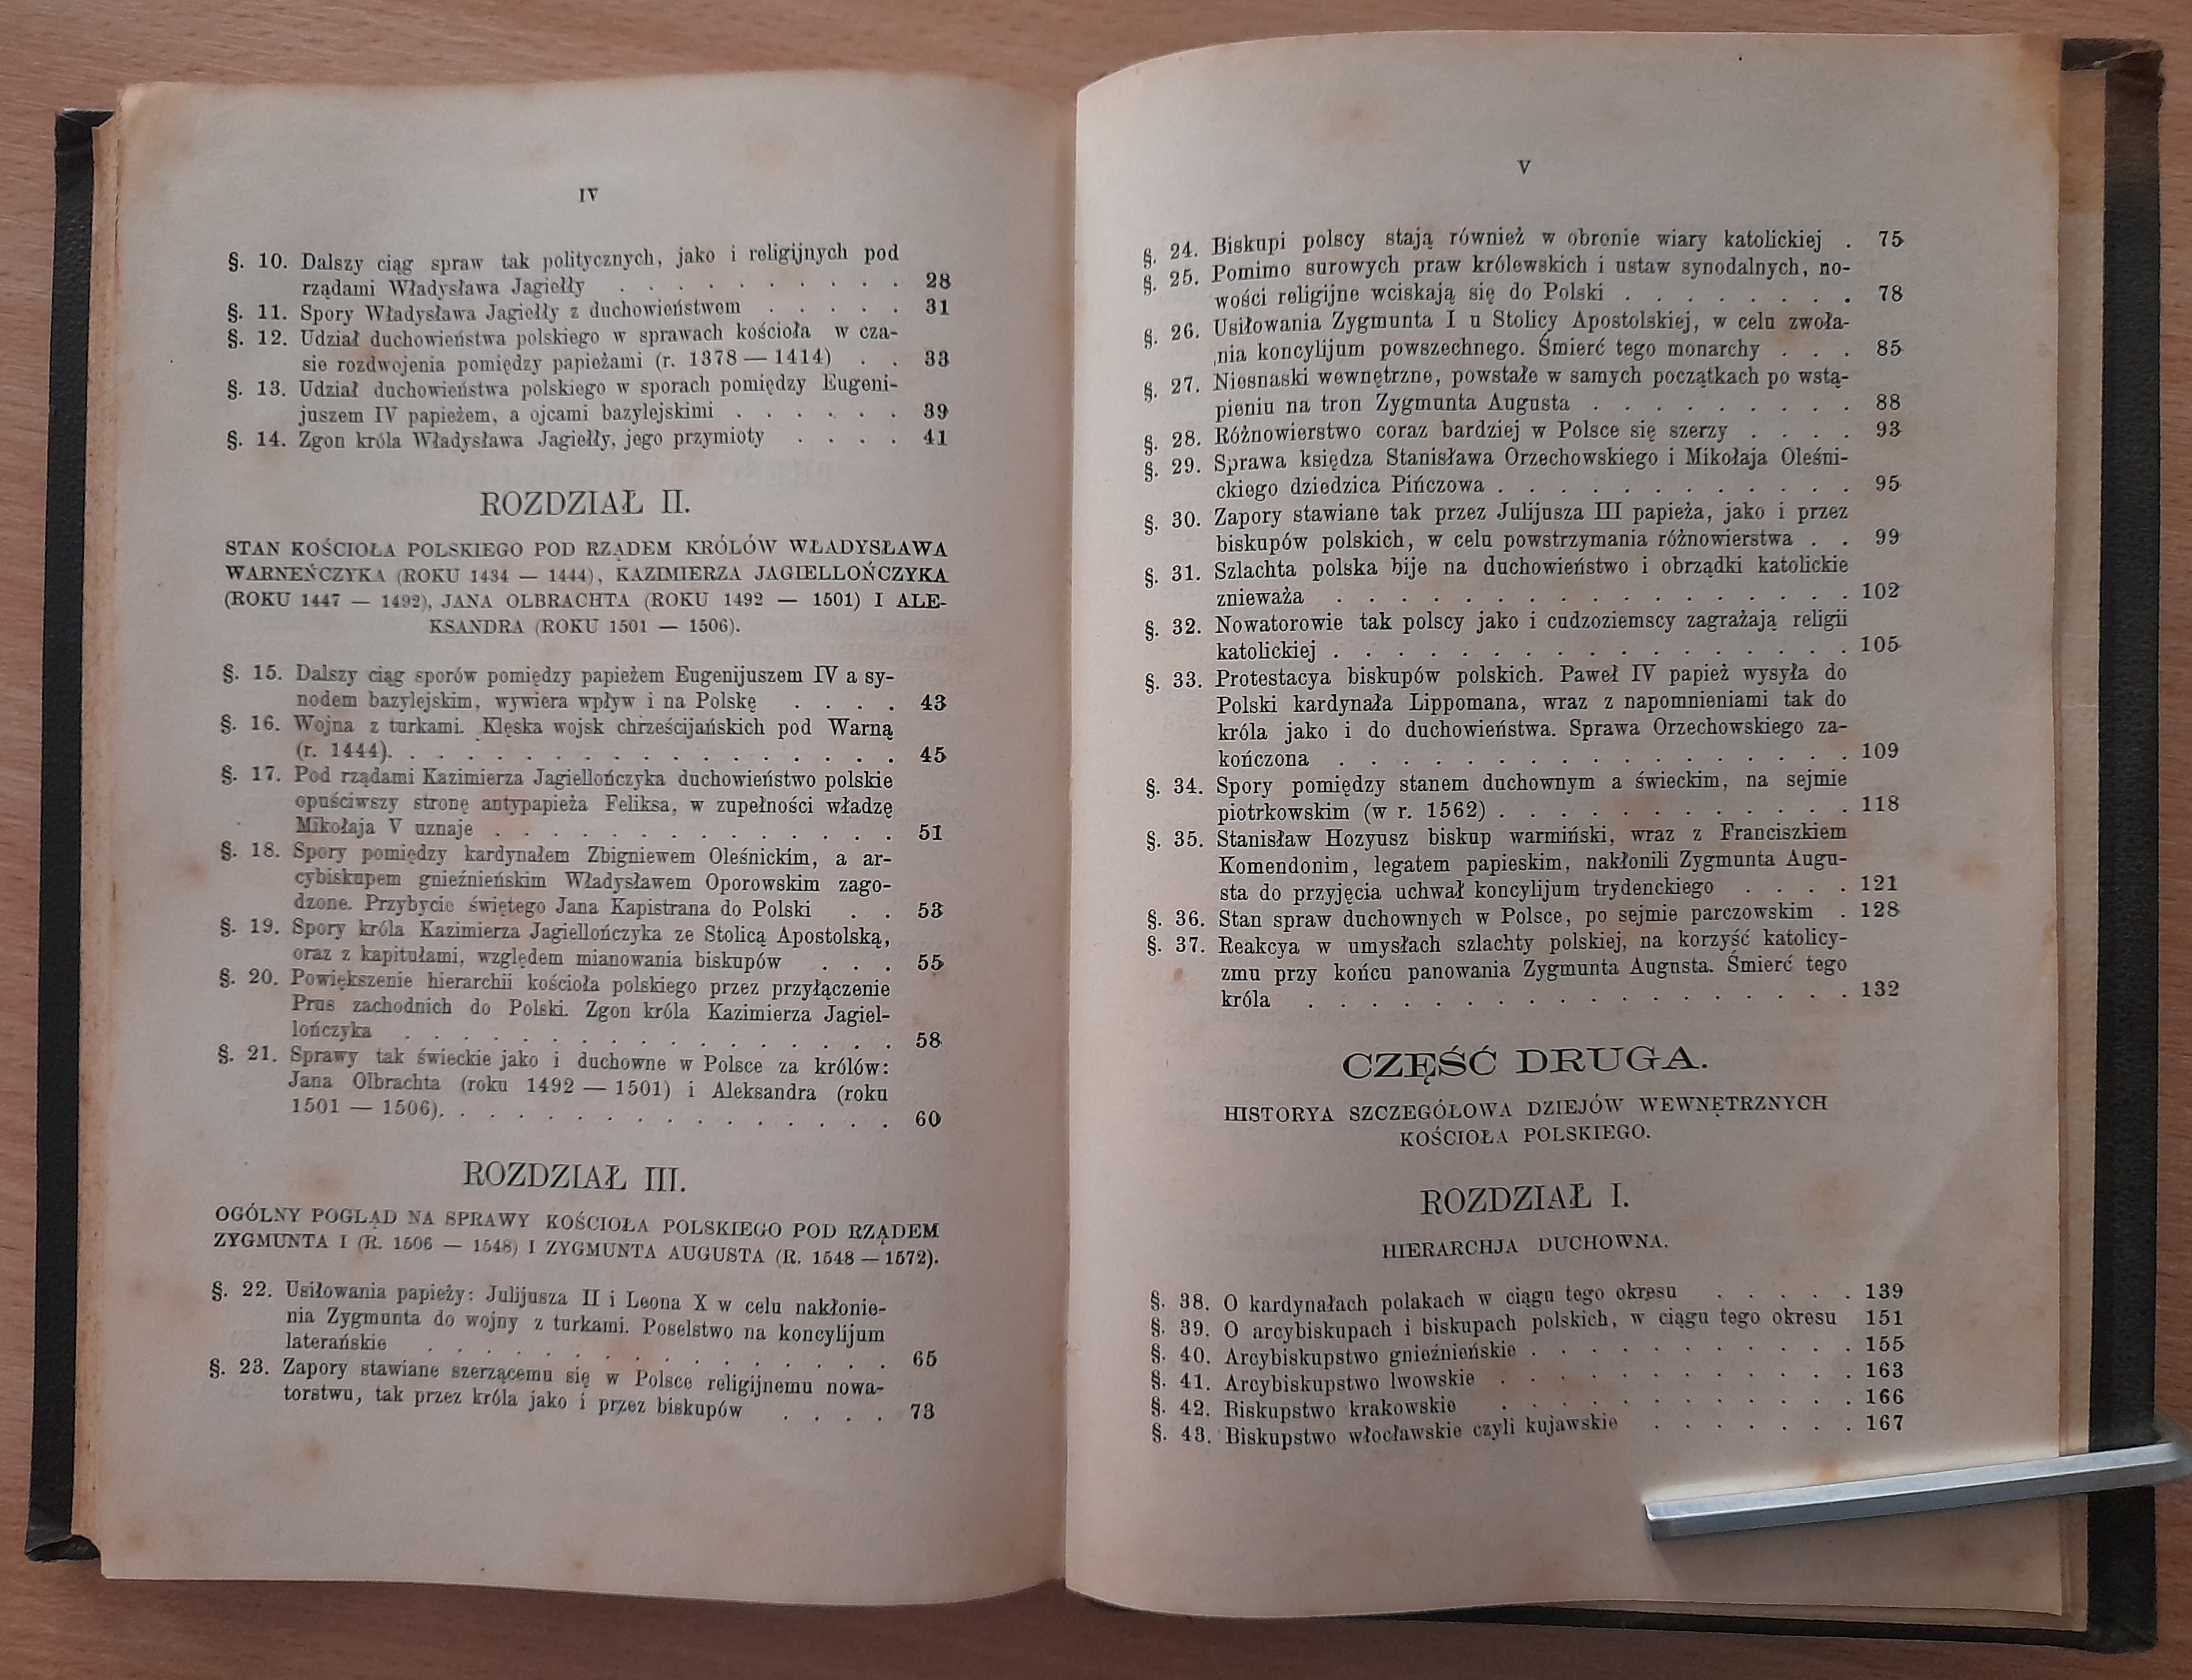 IV
§. 10. Dalszy ciąg spraw tak politycznych, jako i religijnych pod
rządami Władysława Jagiełły . . . . . . . . . 28
§. 11. Spory Władysława Jagiełły z duchowieństwem . . . . . 31
§. 12. Udział duchowieństwa polskiego w sprawach kościoła w cza-
sie rozdwojenia pomiędzy papieżami (r. 1378 — 1414) . . 33
§. 13. Udział duchowieństwa polskiego w sporach pomiędzy Eugeni-
juszem IV papieżem, a ojcami bazylejskimi . . . . . . 39
§. 14. Zgon króla Władysława Jagiełły, jego przymioty . . . . 41
ROZDZIAŁ II.
STAN KOŚCIOŁA POLSKIEGO POD RZĄDEM KRÓLÓW WŁADYSŁAWA
WARNEŃCZYKA (ROKU 1434 — 1444), KAZIMIERZA JAGIELLOŃCZYKA
(ROKU 1447 — 1492), JANA OLBRACHTA (ROKU 1492 — 1501) I ALE-
KSANDRA (ROKU 1501 — 1506).
§. 15. Dalszy ciąg sporów pomiędzy papieżem Eugenijuszem IV a sy-
nodem bazylejskim, wywiera wpływ i na Polskę . . . . 43
§. 16. Wojna z turkami. Klęska wojsk chrześcijańskich pod Warną
(r. 1444). . . . . . . . . . . . . . . . . 45
§. 17. Pod rządami Kazimierza Jagiellończyka duchowieństwo polskie
opuściwszy stronę antypapieża Feliksa, w zupełności władzę
Mikołaja V uznaje . . . . . . . . . . . . . 51
§. 18. Spory pomiędzy kardynałem Zbigniewem Oleśnickim, a ar-
cybiskupem gnieźnieńskim Władysławem Oporowskim zago-
dzone. Przybycie świętego Jana Kapistrana do Polski . . 53
§. 19. Spory króla Kazimierza Jagiellończyka ze Stolicą Apostolską,
oraz z kapitułami, względem mianowania biskupów . . . 55
§. 20. Powiększenie hierarchii kościoła polskiego przez przyłączenie
Prus zachodnich do Polski. Zgon króla Kazimierza Jagiel-
lończyka . . . . . . . . . . . . . . . . 58
§. 21. Sprawy tak świeckie jako i duchowne w Polsce za królów:
Jana Olbrachta (roku 1492 — 1501) i Aleksandra (roku
1501 — 1506). . . . . . . . . . . . . . . 60
ROZDZIAŁ III.
OGÓLNY POGLĄD NA SPRAWY KOŚCIOŁA POLSKIEGO POD RZĄDEM
ZYGMUNTA I (R. 1506 — 1548) I ZYGMUNTA AUGUSTA (R. 1548 — 1572).
§. 22. Usiłowania papieży: Julijusza II i Leona X w celu nakłonie-
nia Zygmunta do wojny z turkami. Poselstwo na koncylijum
laterańskie . . . . . . . . . . . . . . . 65
§. 23. Zapory stawiane szerzącemu się w Polsce religijnemu nowa-
torstwu, tak przez króla jako i przez biskupów . . . . 73
V
§. 24. Biskupi polscy stają również w obronie wiary katolickiej . 75
§. 25. Pomimo surowych praw królewskich i ustaw synodalnych, no-
wości religijne wciskają się do Polski . . . . . . . . 78
§. 26. Usiłowania Zygmunta I u Stolicy Apostolskiej, w celu zwoła-
nia koncylijum powszechnego. Śmierć tego monarchy . . . 85
§. 27. Niesnaski wewnętrzne, powstałe w samych początkach po wstą-
pieniu na tron Zygmunta Augusta . . . . . . . . . 88
§. 28. Różnowierstwo coraz bardziej w Polsce się szerzy . . . . 93
§. 29. Sprawa księdza Stanisława Orzechowskiego i Mikołaja Oleśni-
ckiego dziedzica Pińczowa . . . . . . . . . . . . 95
§. 30. Zapory stawiane tak przez Julijusza III papieża, jako i przez
biskupów polskich, w celu powstrzymania różnowierstwa . . 99
§. 31. Szlachta polska bije na duchowieństwo i obrządki katolickie
znieważa . . . . . . . . . . . . . . . . . 102
§. 32. Nowatorowie tak polscy jako i cudzoziemscy zagrażają religii
katolickiej . . . . . . . . . . . . . . . . . 105
§. 33. Protestacya biskupów polskich. Paweł IV papież wysyła do
Polski kardynała Lippomana, wraz z napomnieniami tak do
króla jako i do duchowieństwa. Sprawa Orzechowskiego za-
kończona . . . . . . . . . . . . . . . . . 109
§. 34. Spory pomiędzy stanem duchownym a świeckim, na sejmie
piotrkowskim (w r. 1562) . . . . . . . . . . . . 118
§. 35. Stanisław Hozyusz biskup warmiński, wraz z Franciszkiem
Komendonim, legatem papieskim, nakłonili Zygmunta Augu-
sta do przyjęcia uchwał koncylijum trydenckiego . . . . 121
§. 36. Stan spraw duchownych w Polsce, po sejmie parczowskim . 128
§. 37. Reakcya w umysłach szlachty polskiej, na korzyść katolicy-
zmu przy końcu panowania Zygmunta Augusta. Śmierć tego
króla . . . . . . . . . . . . . . . . . . 132
CZĘŚĆ DRUGA.
HISTORYA SZCZEGÓŁOWA DZIEJÓW WEWNĘTRZNYCH
KOŚCIOŁA POLSKIEGO.
ROZDZIAŁ I.
HIERARCHJA DUCHOWNA.
§. 38. O kardynałach polakach w ciągu tego okresu . . . . . 139
§. 39. O arcybiskupach i biskupach polskich, w ciągu tego okresu 151
§. 40. Arcybiskupstwo gnieźnieńskie . . . . . . . . . . . 155
§. 41. Arcybiskupstwo lwowskie . . . . . . . . . . . . 163
§. 42. Biskupstwo krakowskie . . . . . . . . . . . . 166
§. 43. Biskupstwo włocławskie czyli kujawskie . . . . . . . 167